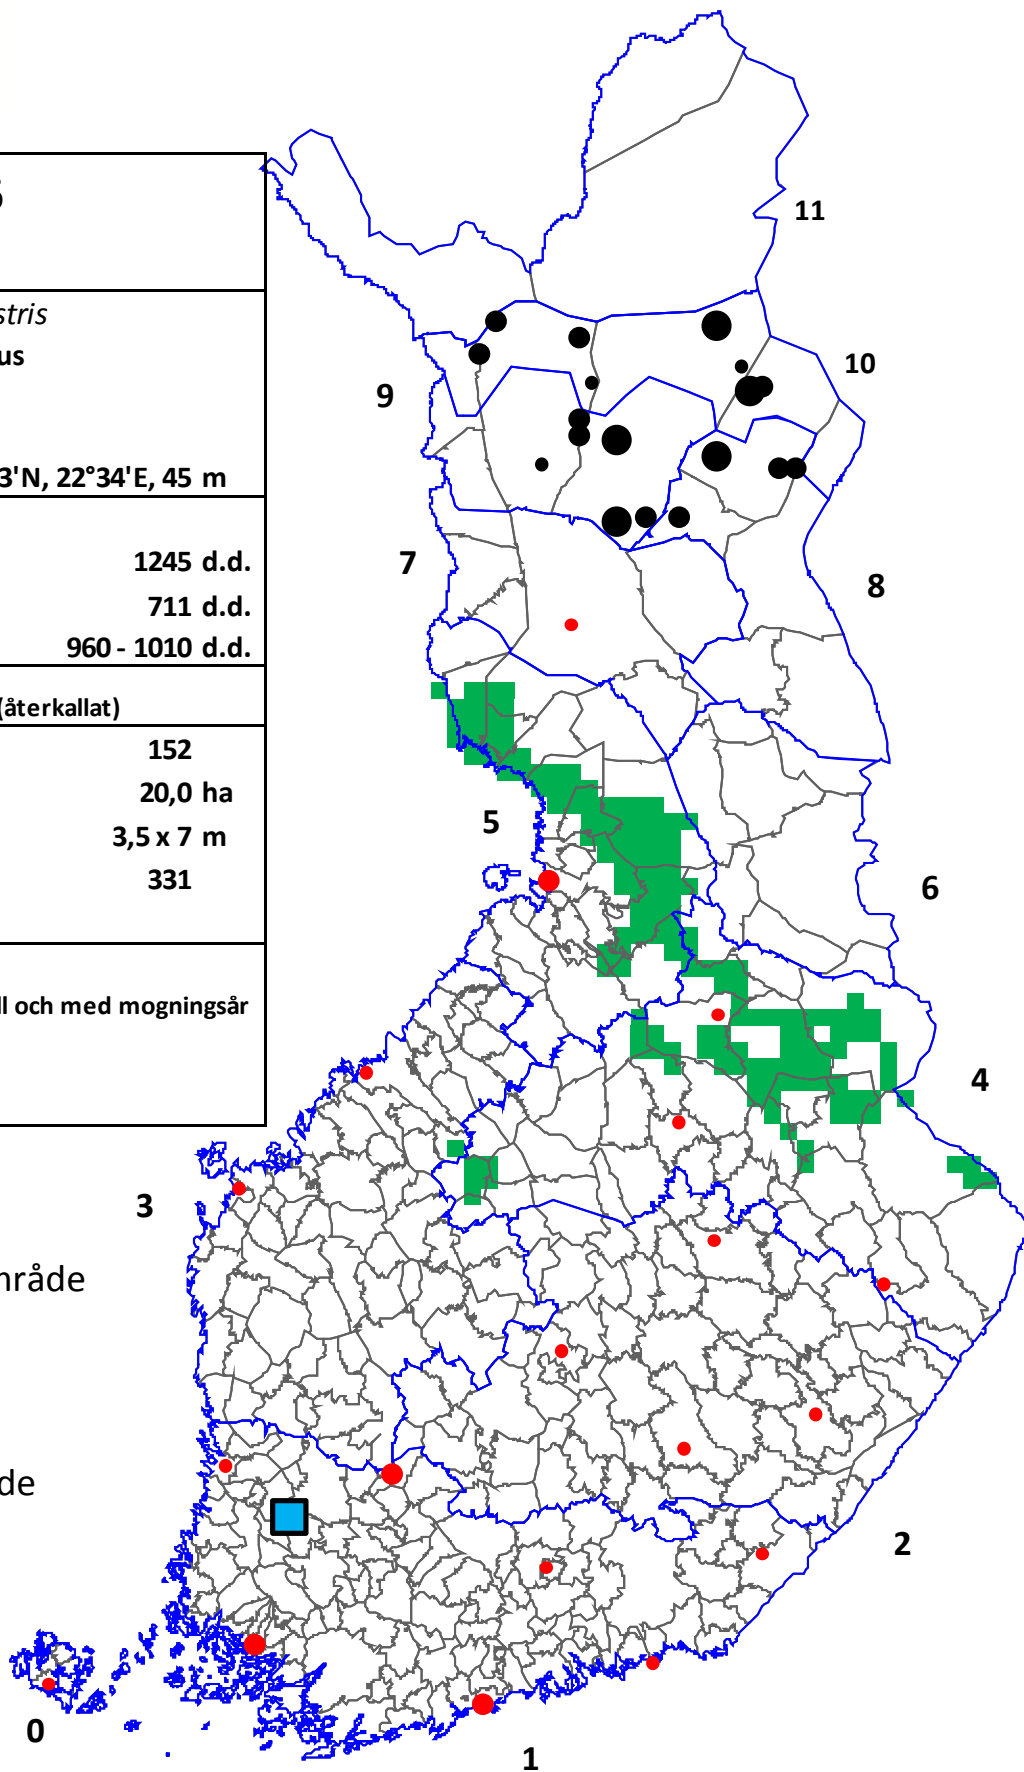 stris
us
3'N, 22°34'E, 45 m
1245 d.d.
711 d.d.
960 - 1010 d.d.
(återkallat)
152
20,0 ha
3,5 x 7 m
331
ll och med mogningsår
mråde
de
11
10
9
7
8
5
6
4
3
2
0
1